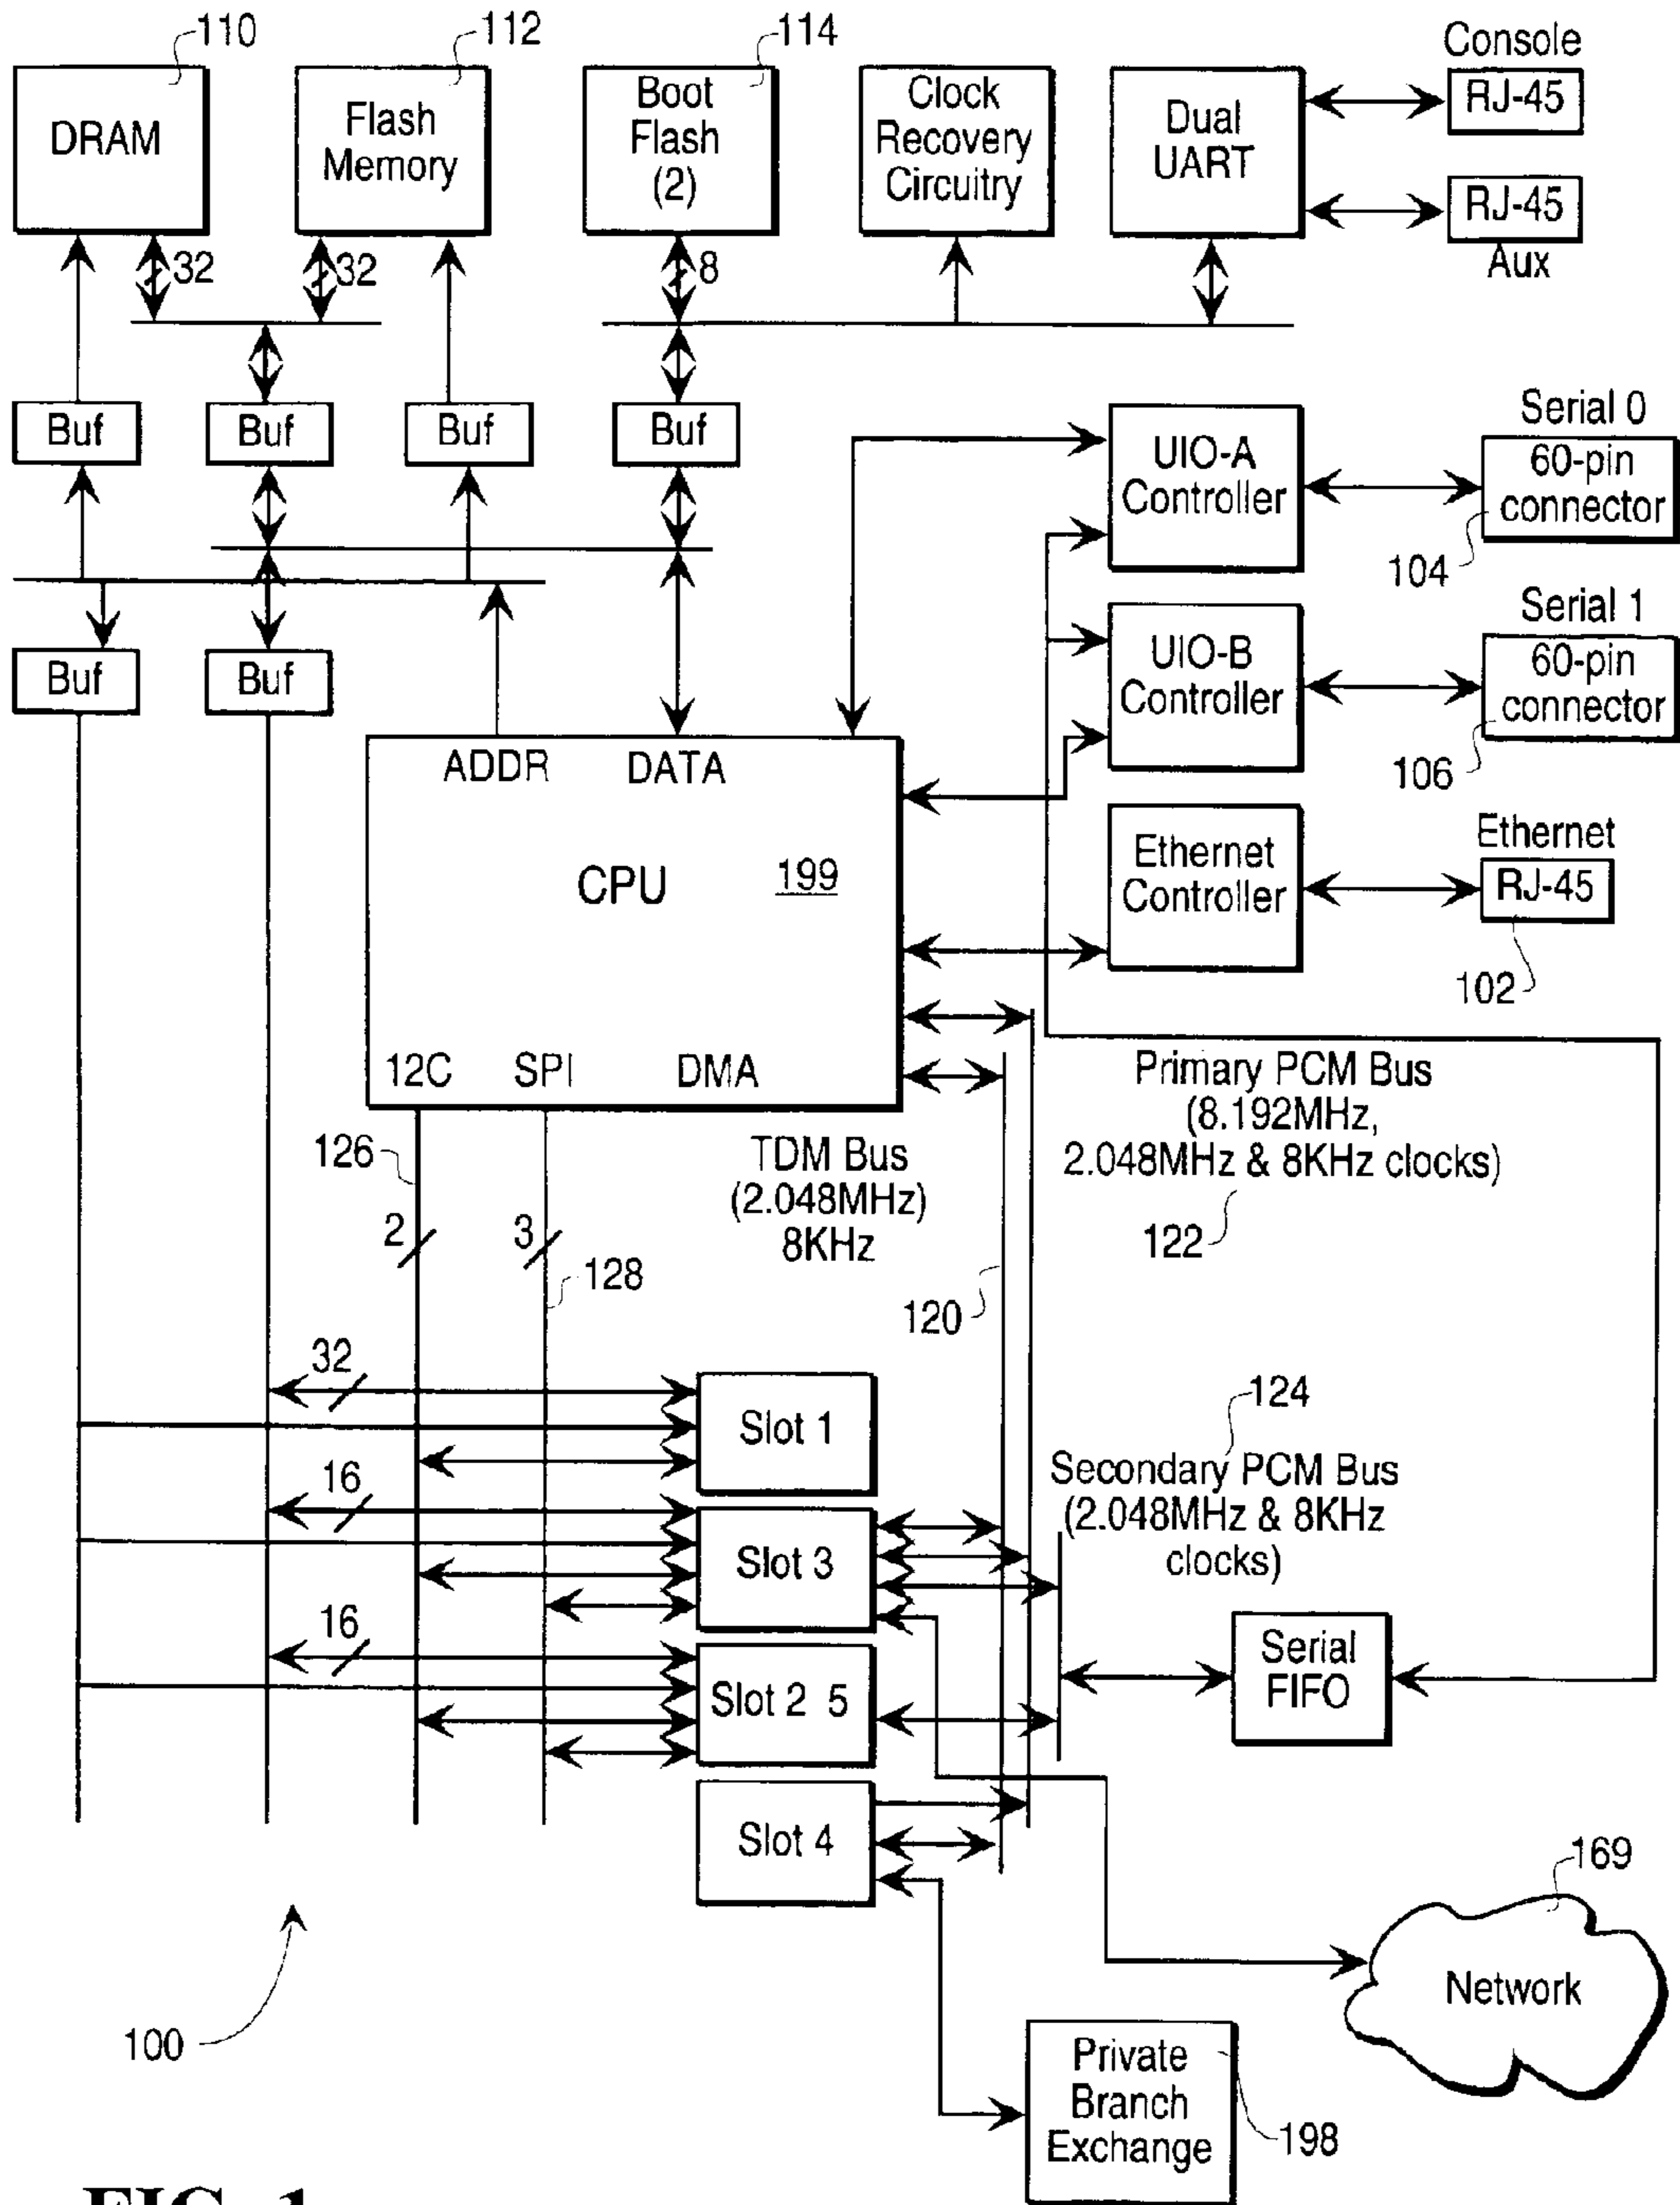 110
112
114
Console
DRAM
Flash
Memory
Boot
Flash
(2)
Clock
Recovery
Circuitry
Dual
UART
RJ-45
RJ-45
Aux
32
32
8
Buf
Buf
Buf
Buf
UIO-A
Controller
Serial 0
60-pin
connector
104
Buf
Buf
UIO-B
Controller
Serial 1
60-pin
connector
106
ADDR
DATA
CPU
199
Ethernet
Controller
Ethernet
RJ-45
102
12C
SPI
DMA
Primary PCM Bus
(8.192MHz,
2.048MHz & 8KHz clocks)
122
126
TDM Bus
(2.048MHz)
8KHz
2
3
128
120
32
Slot 1
124
Secondary PCM Bus
(2.048MHz & 8KHz
clocks)
16
Slot 3
16
Slot 2 5
Serial
FIFO
Slot 4
169
Network
100
Private
Branch
Exchange
198